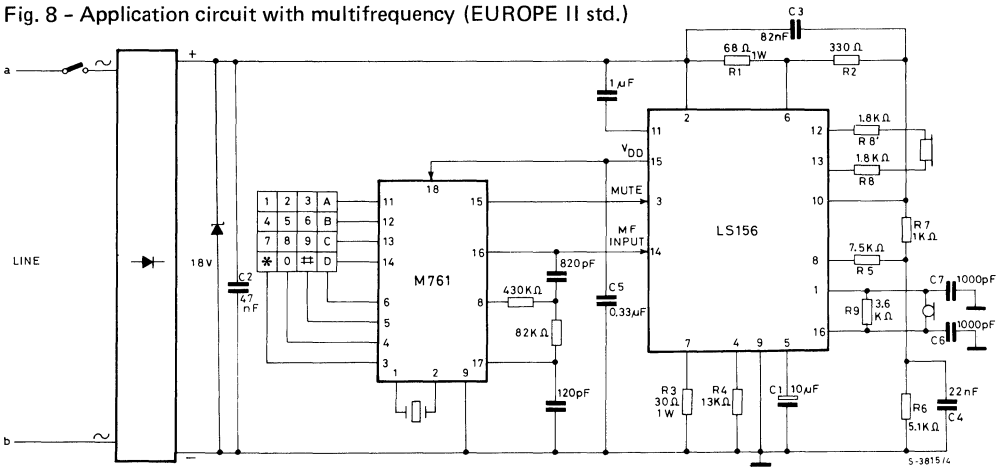 Fig. 8 - Application circuit with multifrequency (EUROPE II std.)
C3
82nF
68 Ω
1W
R1
330Ω
R2
+
a
~
1µF
2
6
11
12
1.8KΩ
R8'
VDD
15
13
1.8KΩ
R8
18
1 2 3 A
4 5 6 B
7 8 9 C
* 0 # D
11
12
13
14
15
MUTE
3
10
LS156
R7
1KΩ
MF
INPUT
16
14
7.5KΩ
8
R5
LINE
18V
M761
820pF
C2
47
nF
6
5
4
3
8
430KΩ
C5
0,33µF
1
C7
1000pF
R9
3.6
KΩ
82KΩ
16
C6
1000pF
17
1
2
9
7
4
9
5
120pF
R3
30Ω
1W
R4
13KΩ
C1
10µF
22nF
C4
R6
5.1KΩ
b
~
−
S-3815/4